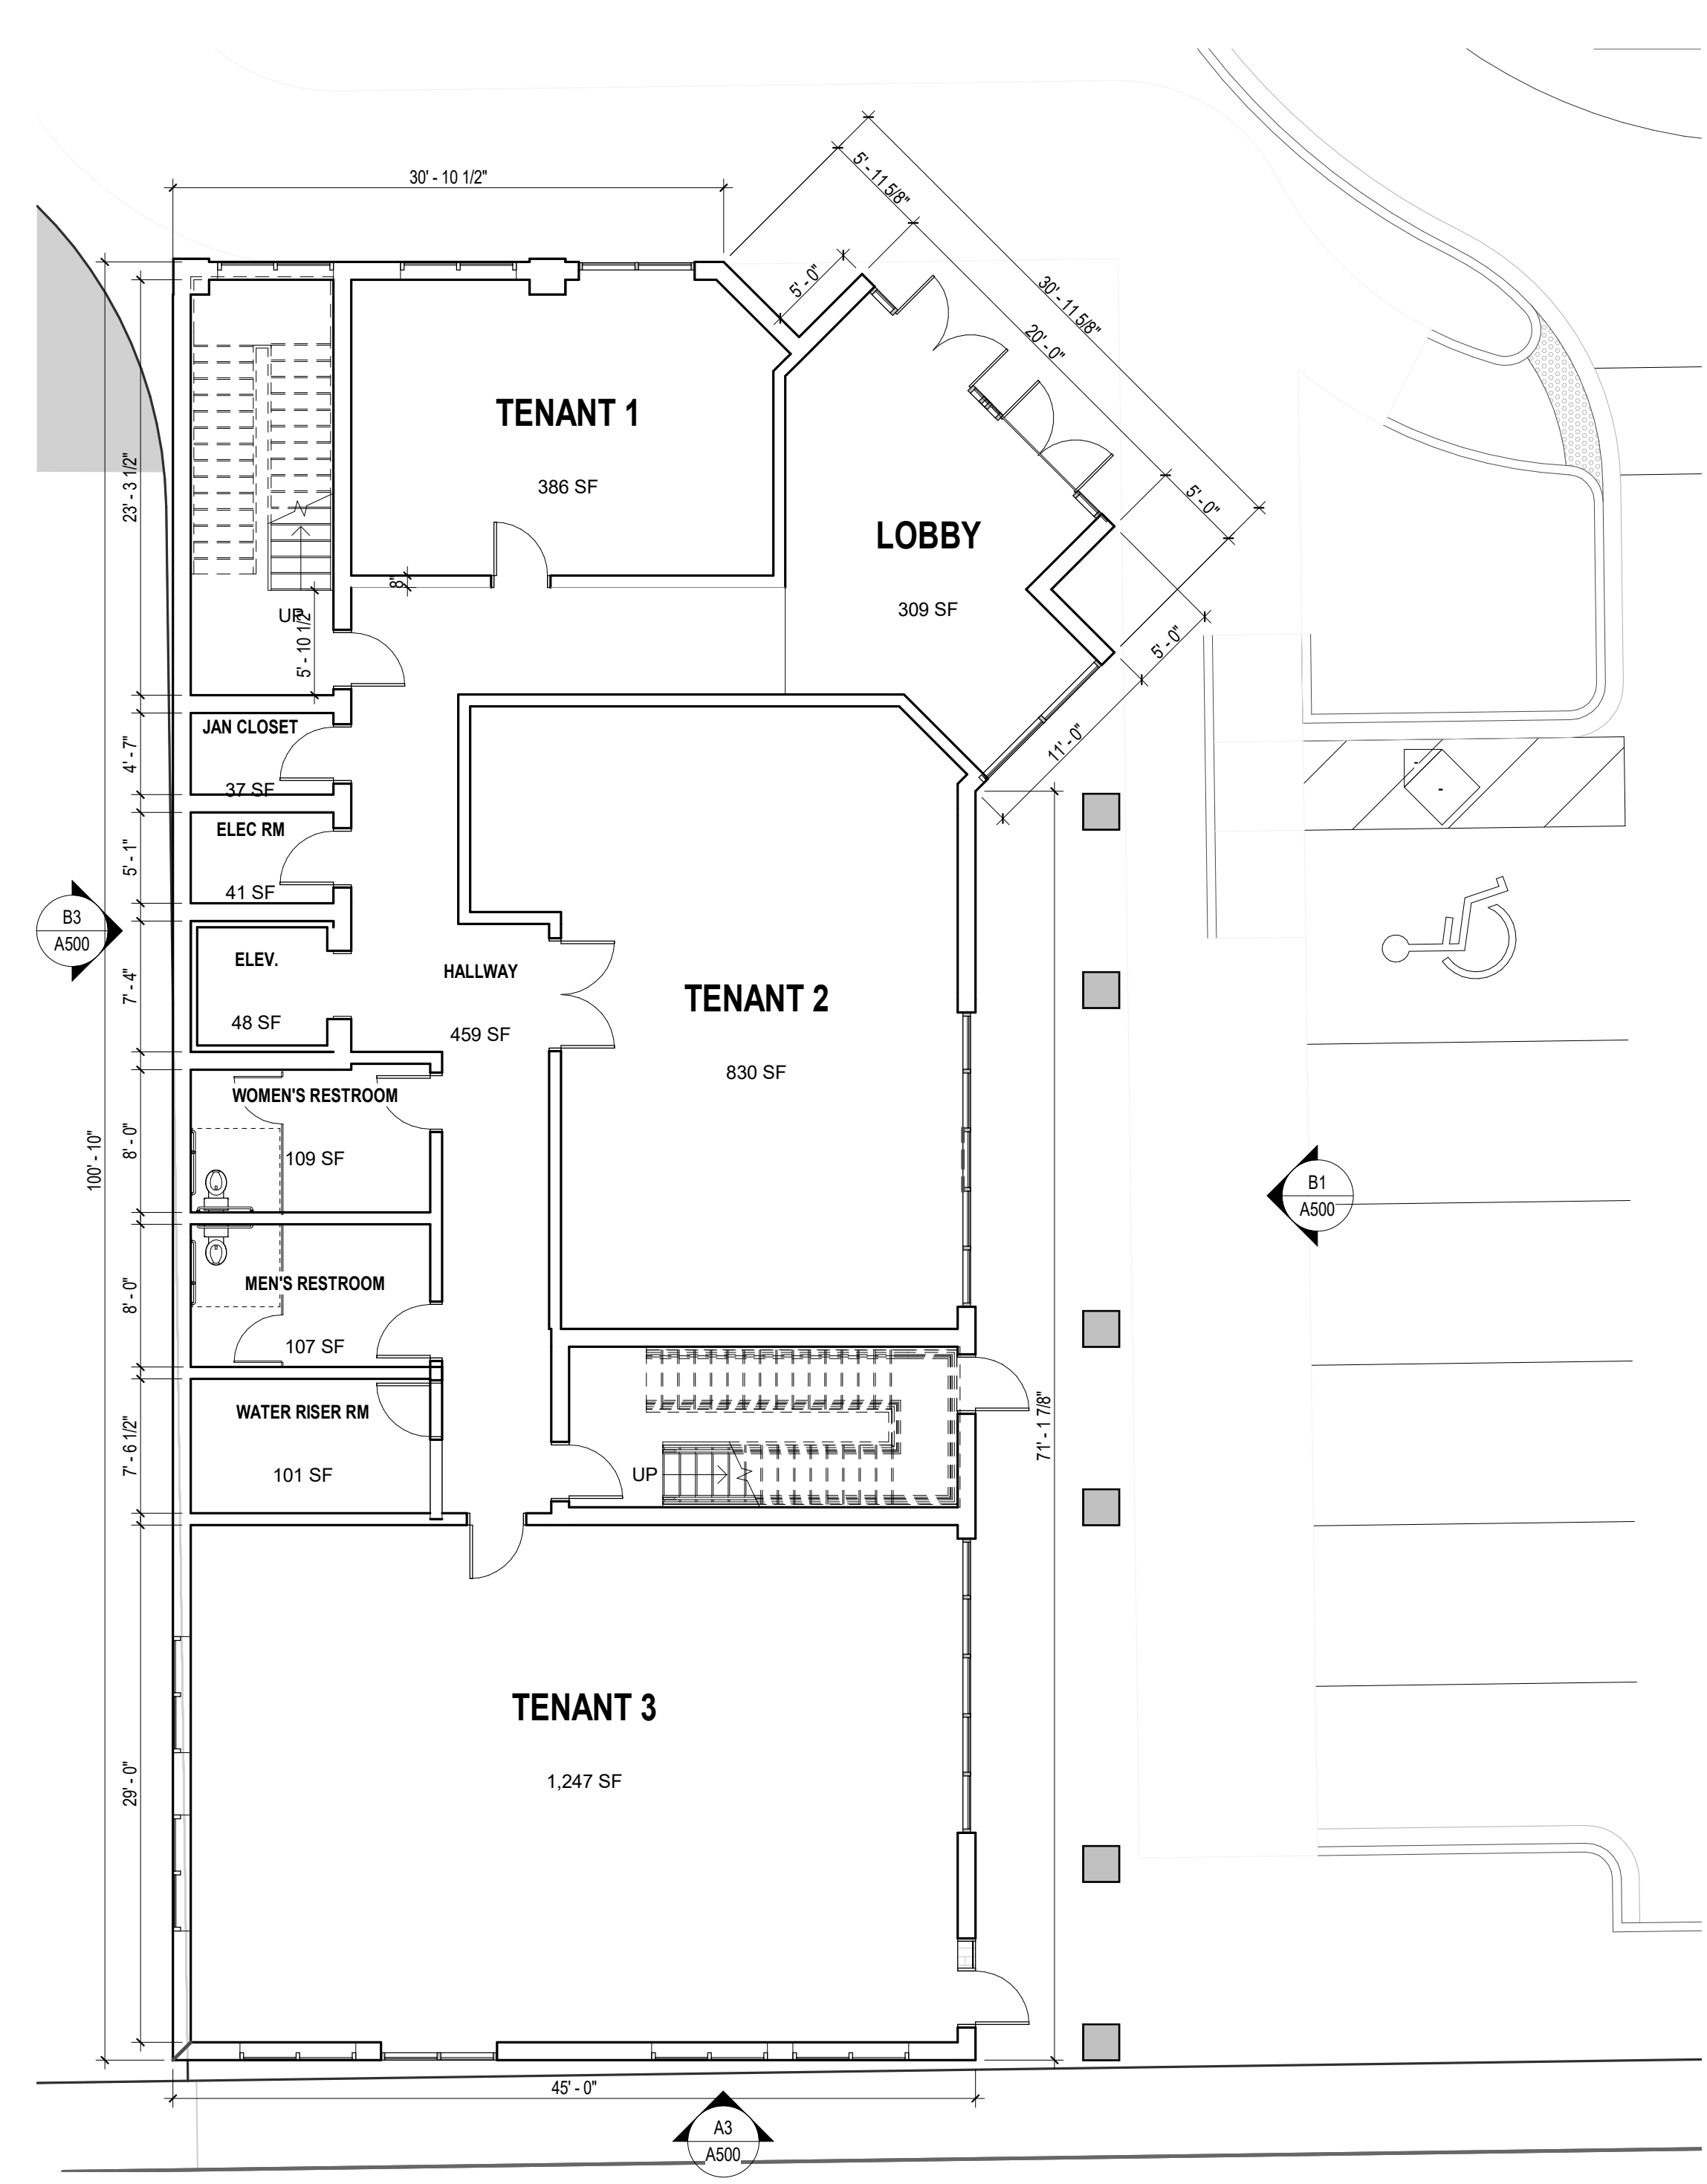 30' - 10 1/2"
5' - 11 5/8"
30' - 11 5/8"
5' - 0"
20' - 0"
TENANT 1
386 SF
23' - 3 1/2"
5' - 0"
LOBBY
309 SF
8"
UP
5' - 10 1/2"
5' - 0"
11' - 0"
JAN CLOSET
37 SF
4' - 7"
ELEC RM
41 SF
5' - 1"
B3
A500
ELEV.
48 SF
7' - 4"
HALLWAY
459 SF
TENANT 2
830 SF
WOMEN'S RESTROOM
109 SF
8' - 0"
100' - 10"
B1
A500
MEN'S RESTROOM
107 SF
8' - 0"
WATER RISER RM
101 SF
7' - 6 1/2"
UP
71' - 1 7/8"
TENANT 3
1,247 SF
29' - 0"
45' - 0"
A3
A500